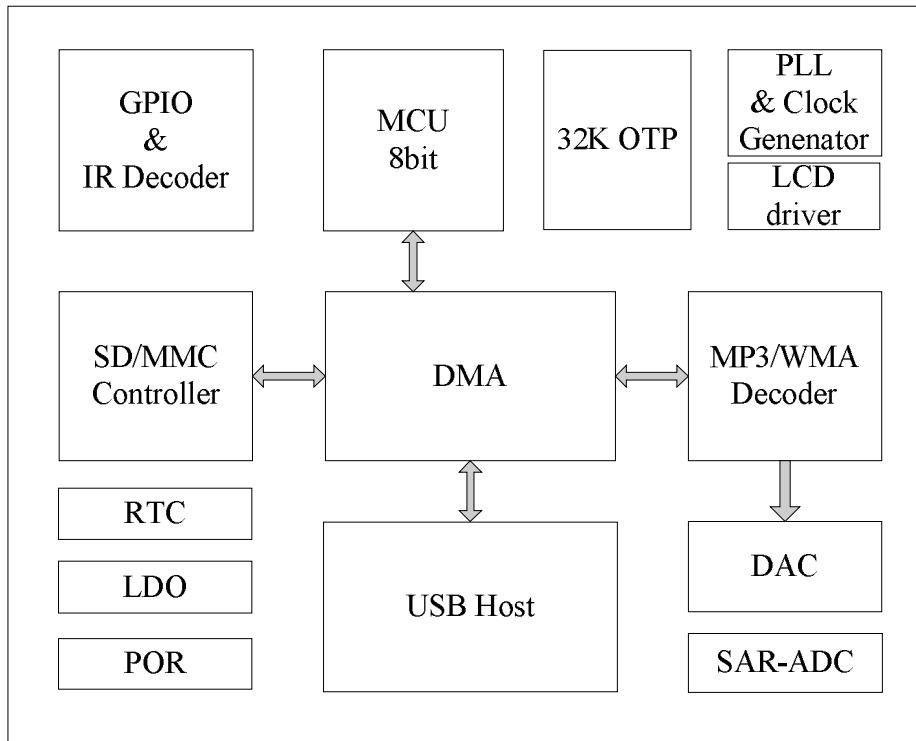 GPIO
&
IR Decoder
MCU
8bit
32K OTP
PLL
& Clock
Genenator
LCD
driver
SD/MMC
Controller
DMA
MP3/WMA
Decoder
RTC
LDO
POR
USB Host
DAC
SAR-ADC